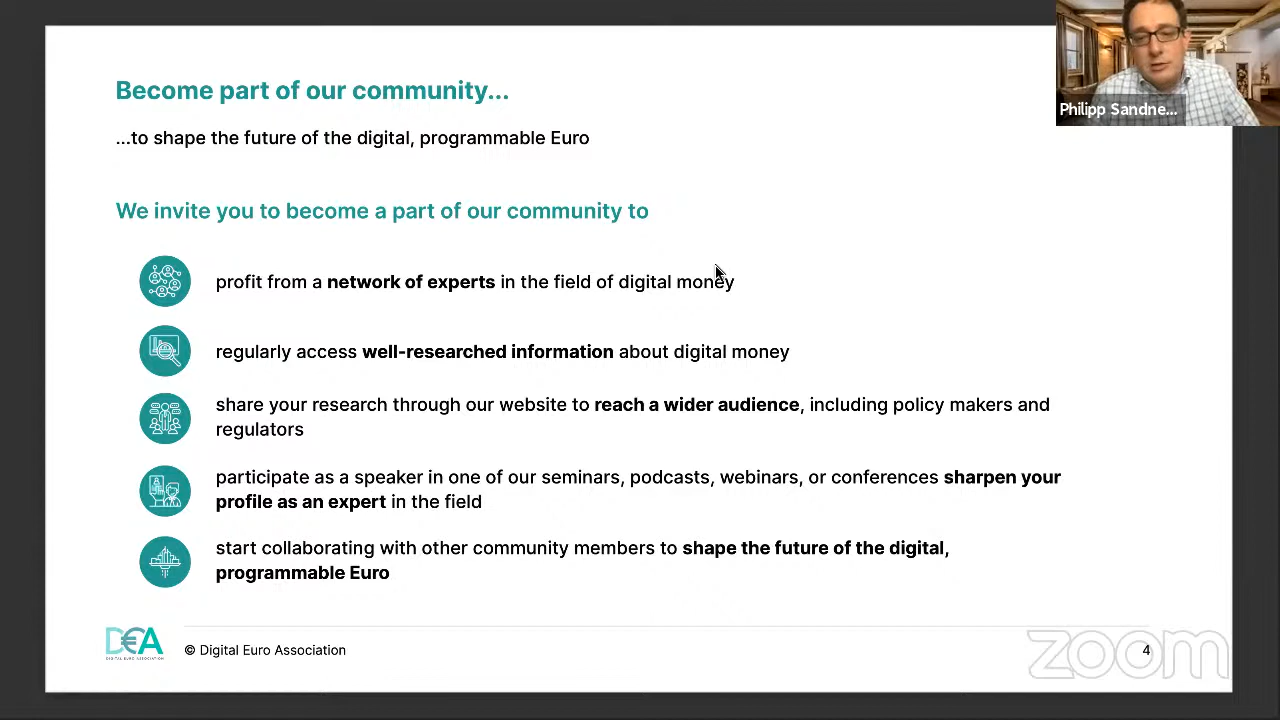 Become part of our community...
...to shape the future of the digital, programmable Euro
We invite you to become a part of our community to
profit from a network of experts in the field of digital money
regularly access well-researched information about digital money
share your research through our website to reach a wider audience, including policy makers and
regulators
participate as a speaker in one of our seminars, podcasts, webinars, or conferences sharpen your
profile as an expert in the field
start collaborating with other community members to shape the future of the digital,
programmable Euro
D€A
DIGITAL EURO ASSOCIATION
© Digital Euro Association
4
zoom
Philipp Sandne...